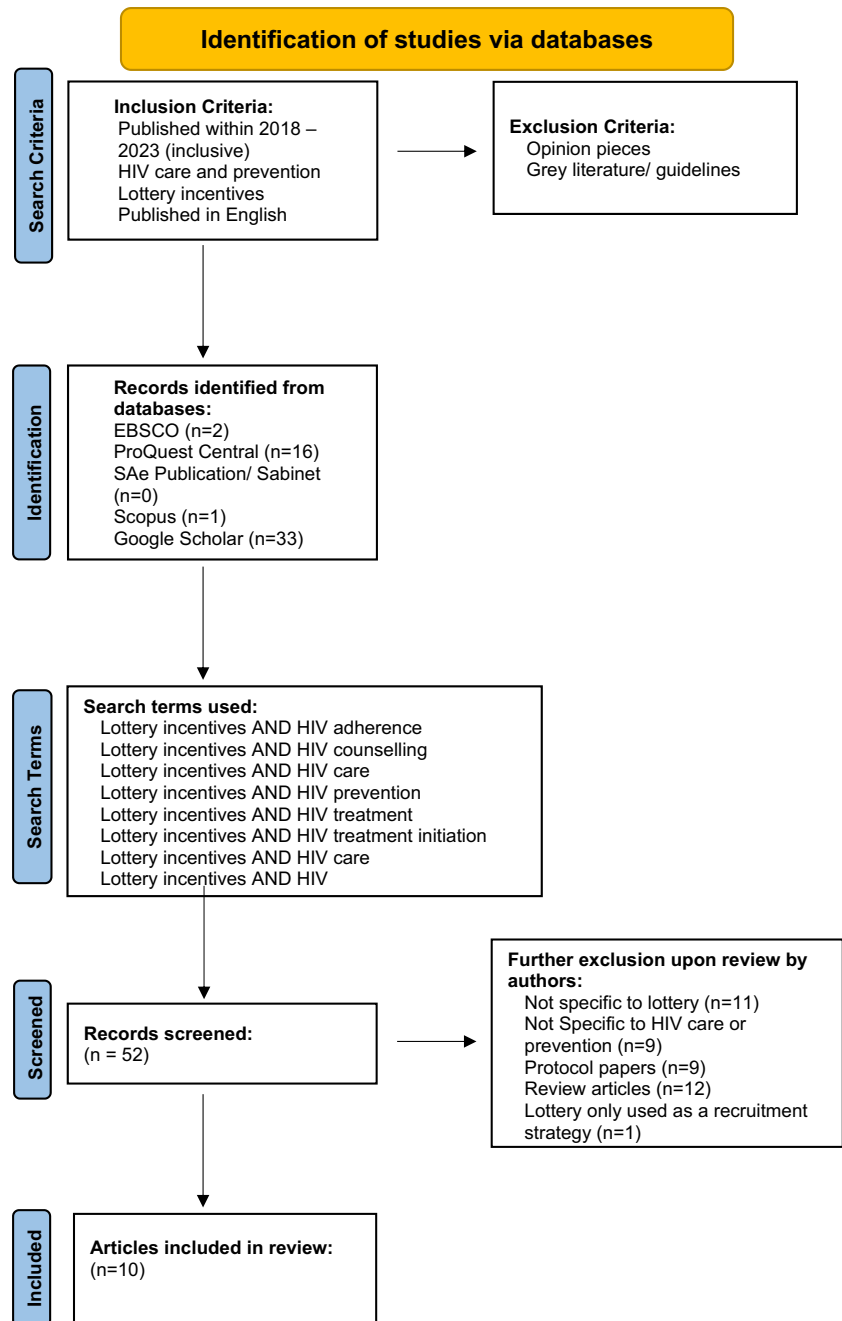 Identification of studies via databases
Search Criteria
Inclusion Criteria:
Published within 2018 –
2023 (inclusive)
HIV care and prevention
Lottery incentives
Published in English
Exclusion Criteria:
Opinion pieces
Grey literature/ guidelines
Identification
Records identified from
databases:
EBSCO (n=2)
ProQuest Central (n=16)
SAe Publication/ Sabinet
(n=0)
Scopus (n=1)
Google Scholar (n=33)
Search Terms
Search terms used:
Lottery incentives AND HIV adherence
Lottery incentives AND HIV counselling
Lottery incentives AND HIV care
Lottery incentives AND HIV prevention
Lottery incentives AND HIV treatment
Lottery incentives AND HIV treatment initiation
Lottery incentives AND HIV care
Lottery incentives AND HIV
Screened
Records screened:
(n = 52)
Further exclusion upon review by
authors:
Not specific to lottery (n=11)
Not Specific to HIV care or
prevention (n=9)
Protocol papers (n=9)
Review articles (n=12)
Lottery only used as a recruitment
strategy (n=1)
Included
Articles included in review:
(n=10)